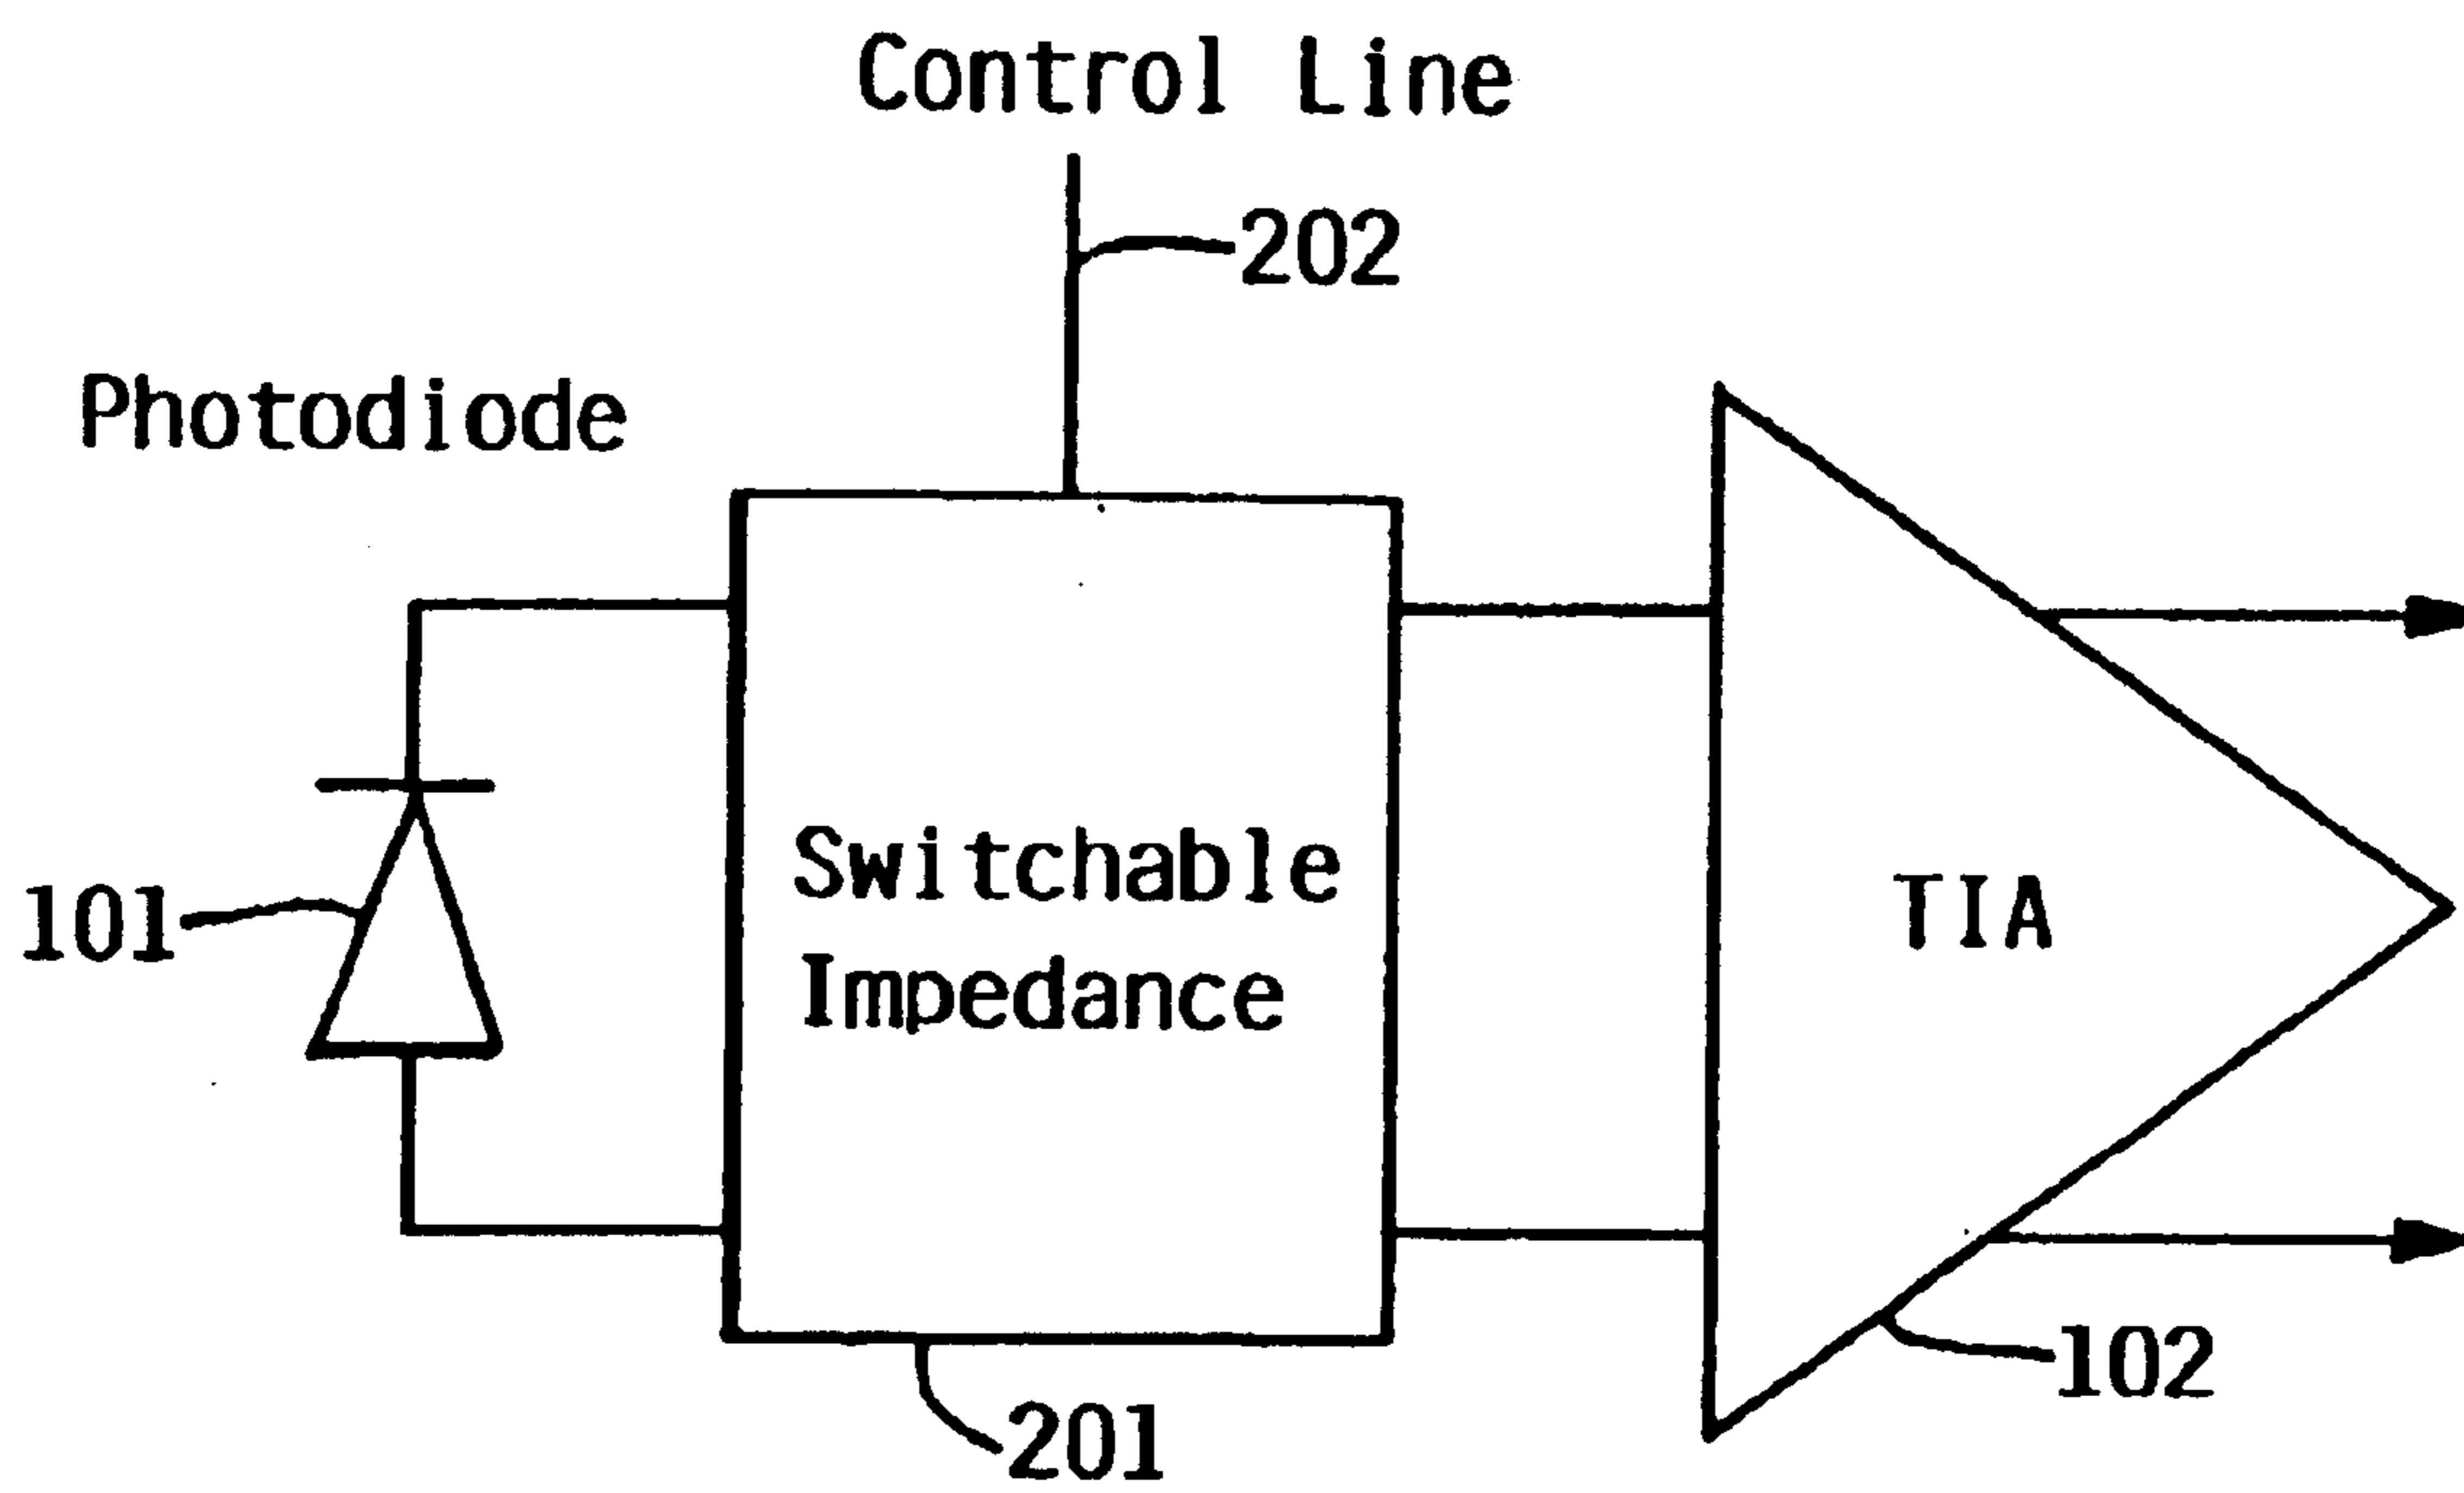 Control Line
202
Photodiode
Switchable
Impedance
101
TIA
102
201